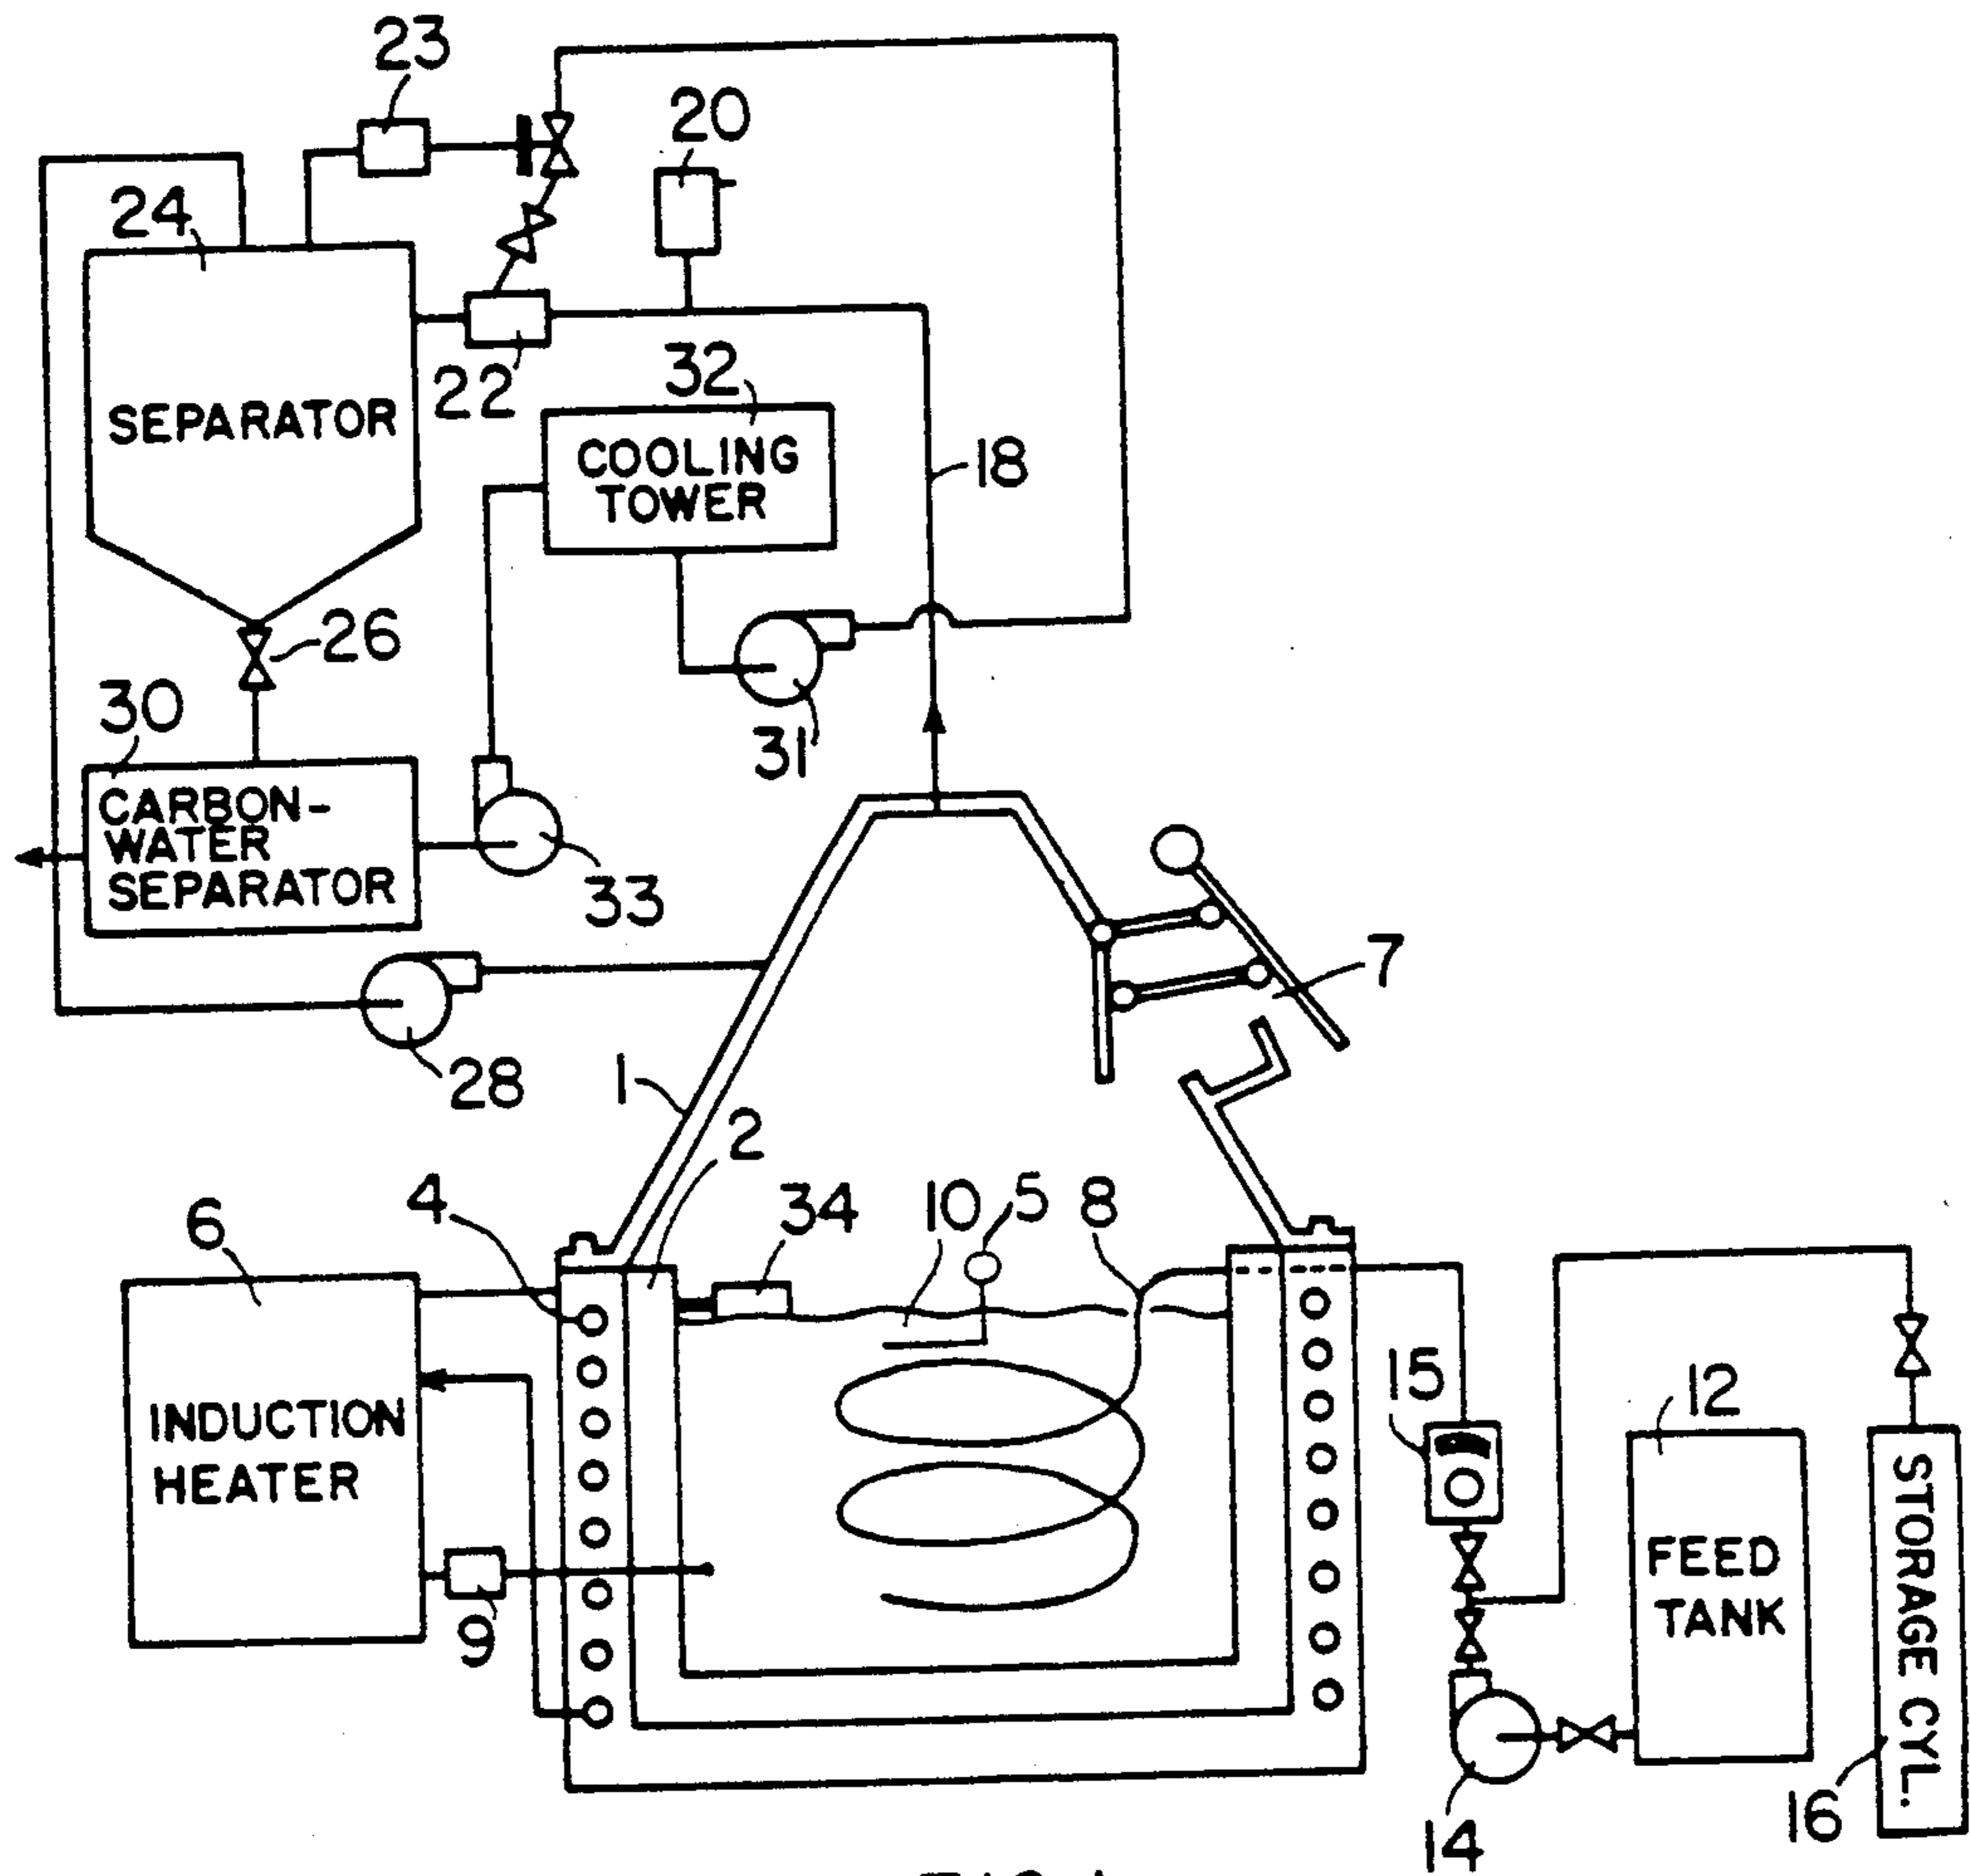 23
20
24
22
SEPARATOR
32
COOLING
TOWER
18
26
30
31
CARBON-
WATER
SEPARATOR
33
7
28
1
2
6
4
34
10
5
8
INDUCTION
HEATER
15
12
FEED
TANK
STORAGE CYL.
9
14
16